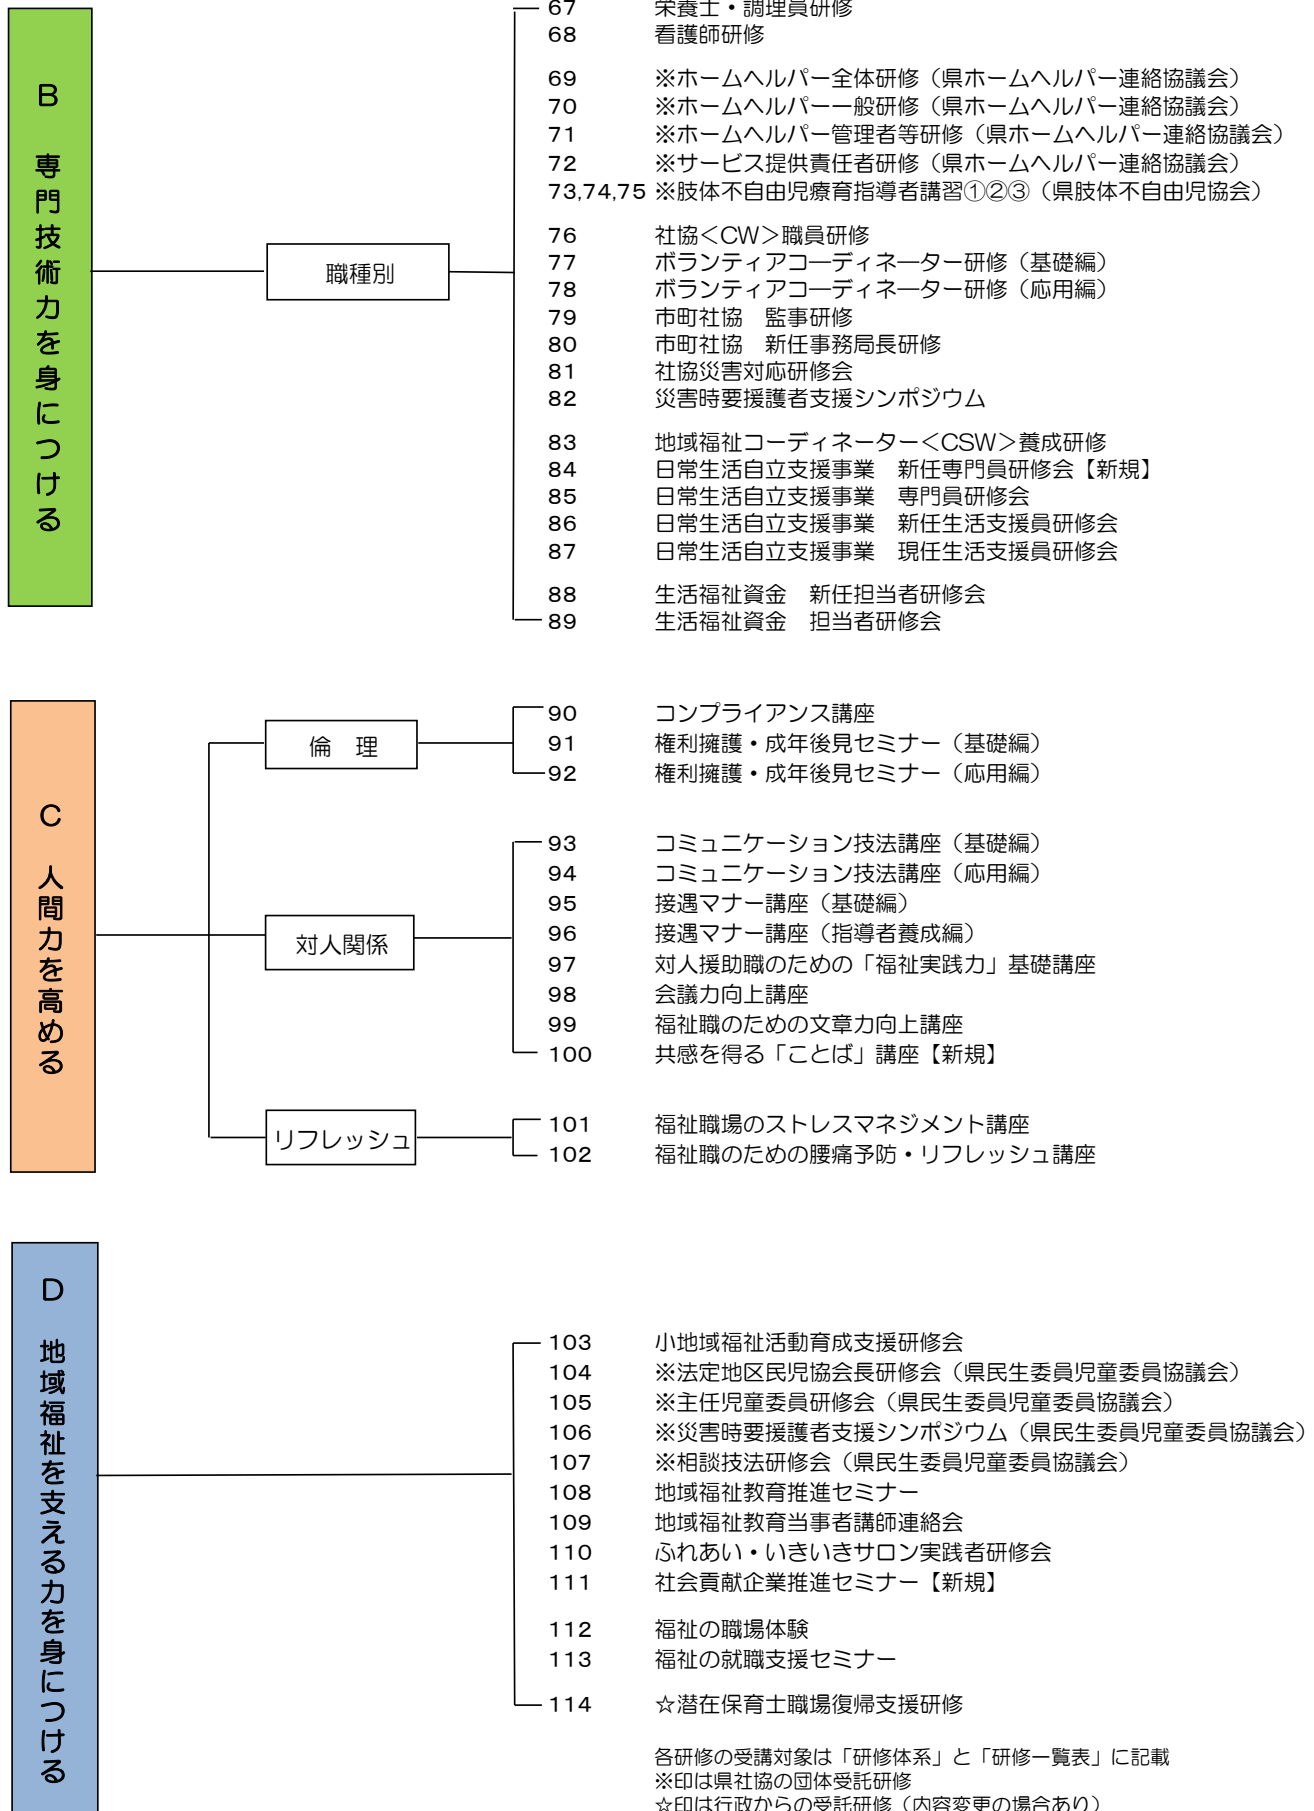 B 専門技術力を身につける
職種別
67 栄養士・調理員研修
68 看護師研修
69 ※ホームヘルパー全体研修（県ホームヘルパー連絡協議会）
70 ※ホームヘルパー一般研修（県ホームヘルパー連絡協議会）
71 ※ホームヘルパー管理者等研修（県ホームヘルパー連絡協議会）
72 ※サービス提供責任者研修（県ホームヘルパー連絡協議会）
73,74,75 ※肢体不自由児療育指導者講習①②③（県肢体不自由児協会）
76 社協＜CW＞職員研修
77 ボランティアコーディネーター研修（基礎編）
78 ボランティアコーディネーター研修（応用編）
79 市町社協　監事研修
80 市町社協　新任事務局長研修
81 社協災害対応研修会
82 災害時要援護者支援シンポジウム
83 地域福祉コーディネーター＜CSW＞養成研修
84 日常生活自立支援事業　新任専門員研修会【新規】
85 日常生活自立支援事業　専門員研修会
86 日常生活自立支援事業　新任生活支援員研修会
87 日常生活自立支援事業　現任生活支援員研修会
88 生活福祉資金　新任担当者研修会
89 生活福祉資金　担当者研修会
C 人間力を高める
倫　理
90 コンプライアンス講座
91 権利擁護・成年後見セミナー（基礎編）
92 権利擁護・成年後見セミナー（応用編）
対人関係
93 コミュニケーション技法講座（基礎編）
94 コミュニケーション技法講座（応用編）
95 接遇マナー講座（基礎編）
96 接遇マナー講座（指導者養成編）
97 対人援助職のための「福祉実践力」基礎講座
98 会議力向上講座
99 福祉職のための文章力向上講座
100 共感を得る「ことば」講座【新規】
リフレッシュ
101 福祉職場のストレスマネジメント講座
102 福祉職のための腰痛予防・リフレッシュ講座
D 地域福祉を支える力を身につける
103 小地域福祉活動育成支援研修会
104 ※法定地区民児協会長研修会（県民生委員児童委員協議会）
105 ※主任児童委員研修会（県民生委員児童委員協議会）
106 ※災害時要援護者支援シンポジウム（県民生委員児童委員協議会）
107 ※相談技法研修会（県民生委員児童委員協議会）
108 地域福祉教育推進セミナー
109 地域福祉教育当事者講師連絡会
110 ふれあい・いきいきサロン実践者研修会
111 社会貢献企業推進セミナー【新規】
112 福祉の職場体験
113 福祉の就職支援セミナー
114 ☆潜在保育士職場復帰支援研修
各研修の受講対象は「研修体系」と「研修一覧表」に記載
※印は県社協の団体受託研修
☆印は行政からの受託研修（内容変更の場合あり）